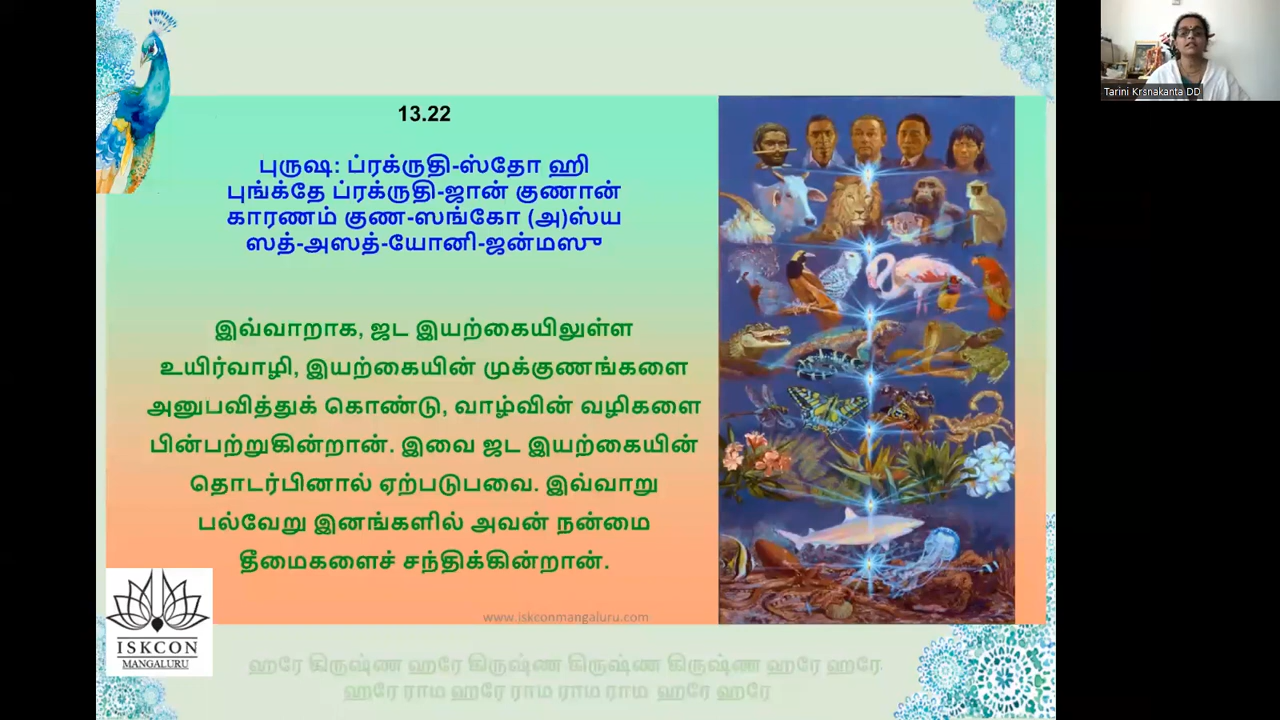 13.22
புருஷ: ப்ரக்ருதி-ஸ்தோ ஹி
புங்க்தே ப்ரக்ருதி-ஜான் குணான்
காரணம் குண-ஸங்கோ (அ)ஸ்ய
ஸத்-அஸத்-யோனி-ஜன்மஸு
இவ்வாறாக, ஜட இயற்கையிலுள்ள
உயிர்வாழி, இயற்கையின் முக்குணங்களை
அனுபவித்துக் கொண்டு, வாழ்வின் வழிகளை
பின்பற்றுகின்றான். இவை ஜட இயற்கையின்
தொடர்பினால் ஏற்படுபவை. இவ்வாறு
பல்வேறு இனங்களில் அவன் நன்மை
தீமைகளைச் சந்திக்கின்றான்.
www.iskconmangaluru.com
ISKCON
MANGALURU
ஹரே கிருஷ்ண ஹரே கிருஷ்ண கிருஷ்ண கிருஷ்ண ஹரே ஹரே
ஹரே ராம ஹரே ராம ராம ராம ஹரே ஹரே
Tarini Krsnakanta DD